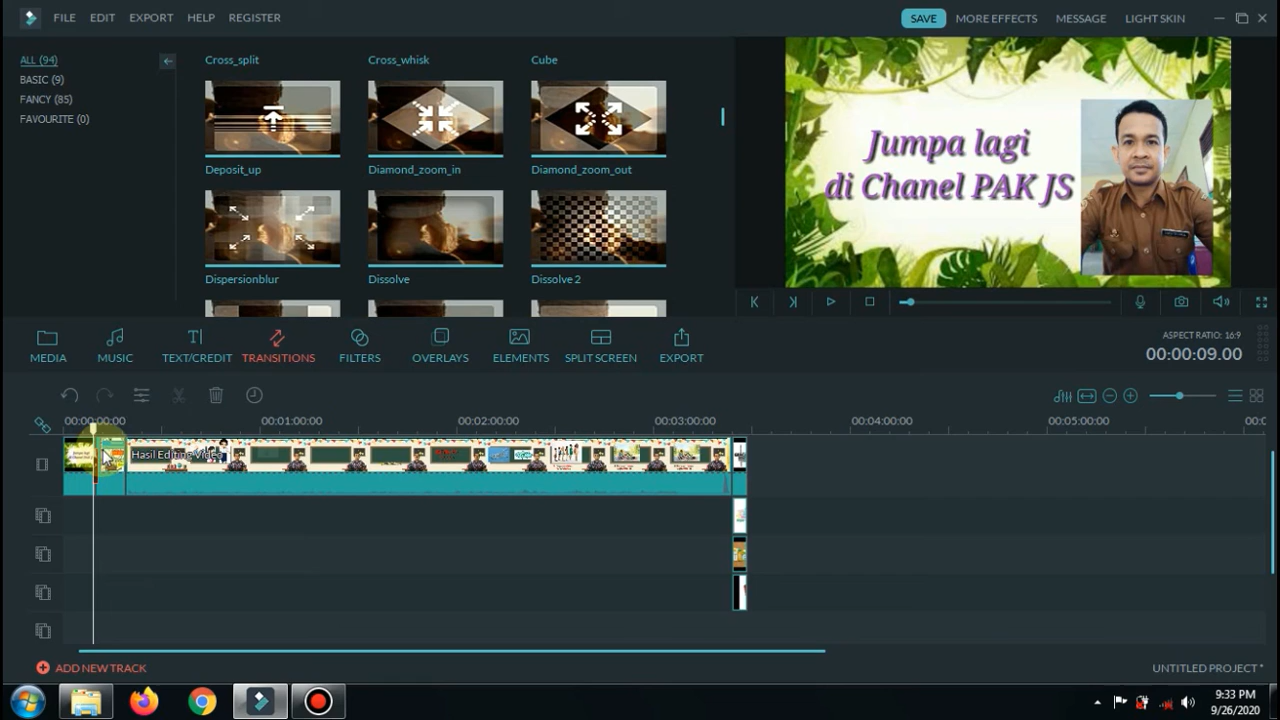 FILE EDIT EXPORT HELP REGISTER SAVE MORE EFFECTS MESSAGE LIGHT SKIN
ALL (94)
BASIC (9)
FANCY (85)
FAVOURITE (0)
Cross_split Cross_whisk Cube
Deposit_up Diamond_zoom_in Diamond_zoom_out
Dispersionblur Dissolve Dissolve 2
Jumpa lagi
di Chanel PAK JS
MEDIA MUSIC TEXT/CREDIT TRANSITIONS FILTERS OVERLAYS ELEMENTS SPLIT SCREEN EXPORT
ASPECT RATIO: 16:9
00:00:09.00
00:00:00:00 00:01:00:00 00:02:00:00 00:03:00:00 00:04:00:00 00:05:00:00 00:0
Hasil Editing Video
ADD NEW TRACK
UNTITLED PROJECT *
9:33 PM
9/26/2020